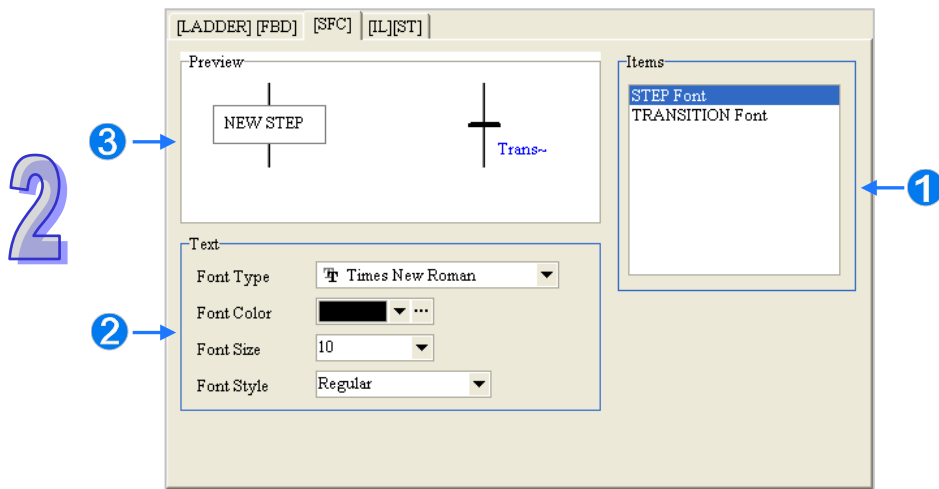 [LADDER] [FBD] [SFC] [IL][ST]
Preview
NEW STEP
Trans~
Items
STEP Font
TRANSITION Font
3
1
2
Text
Font Type Times New Roman
Font Color ...
2
Font Size 10
Font Style Regular